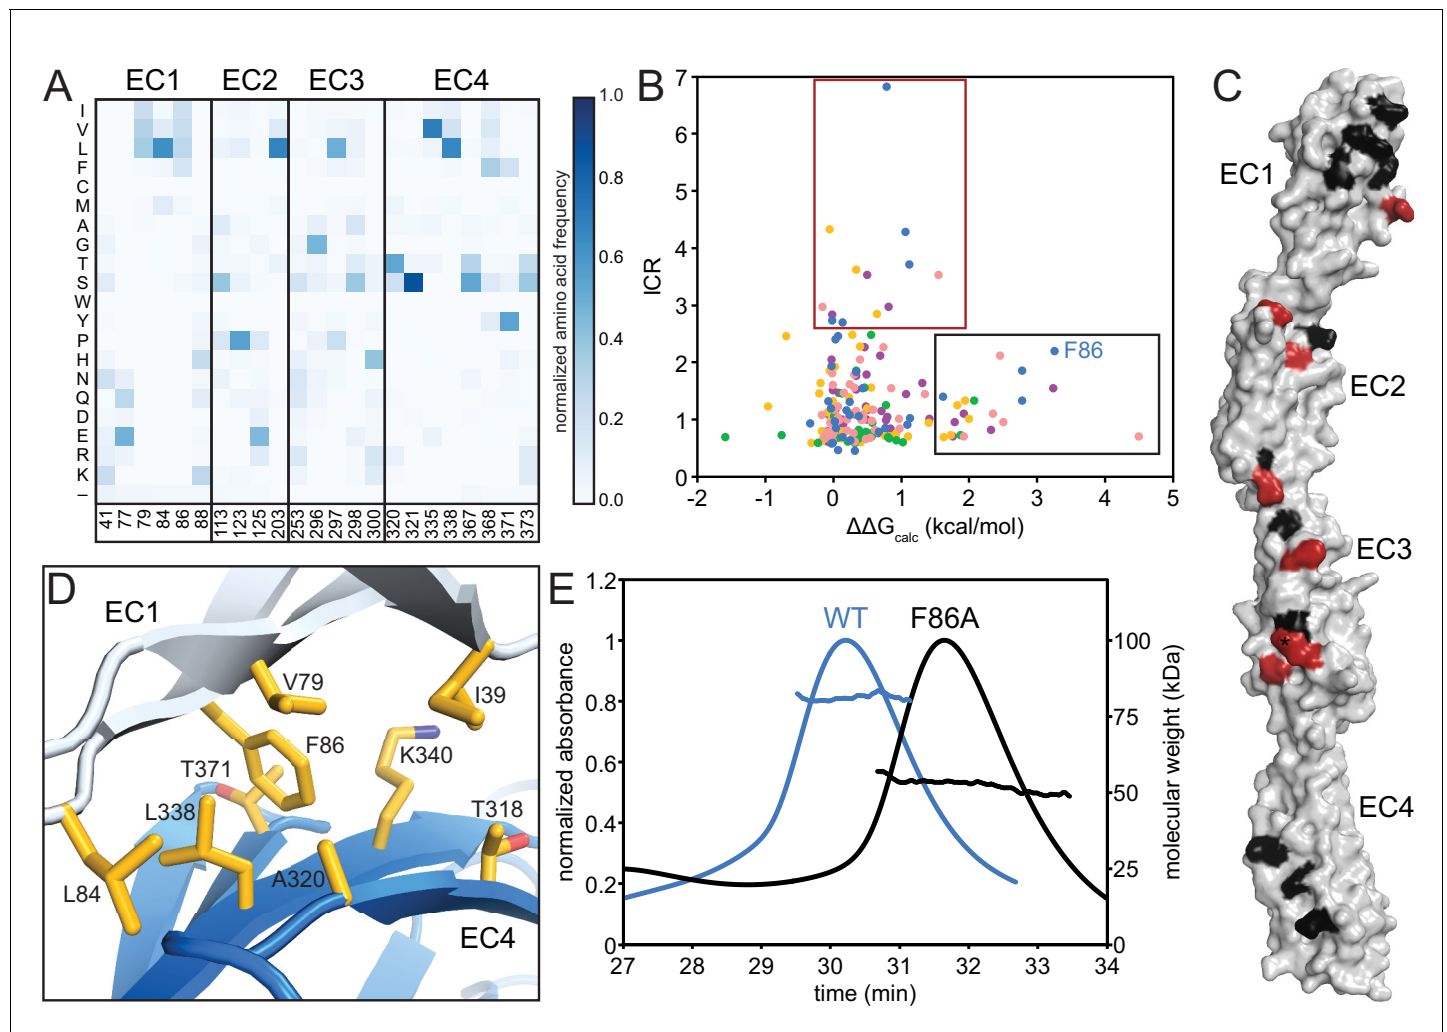 A
EC1 EC2 EC3 EC4
I
V
L
F
C
M
A
G
T
S
W
Y
P
H
N
Q
D
E
R
K
–
41 77 79 84 86 88 113 123 125 203 253 296 297 298 300 320 321 335 338 367 368 371 373
1.0
0.8
0.6
0.4
0.2
0.0
normalized amino acid frequency
B
7
6
5
4
3
2
1
0
ICR
F86
-2 -1 0 1 2 3 4 5
ΔΔGcalc (kcal/mol)
C
EC1
EC2
EC3
*
EC4
D
EC1
V79
I39
F86
K340
T371
L338
T318
A320
L84
EC4
E
1.2
1
0.8
0.6
0.4
0.2
0
normalized absorbance
WT
F86A
100
75
50
25
0
molecular weight (kDa)
27 28 29 30 31 32 33 34
time (min)